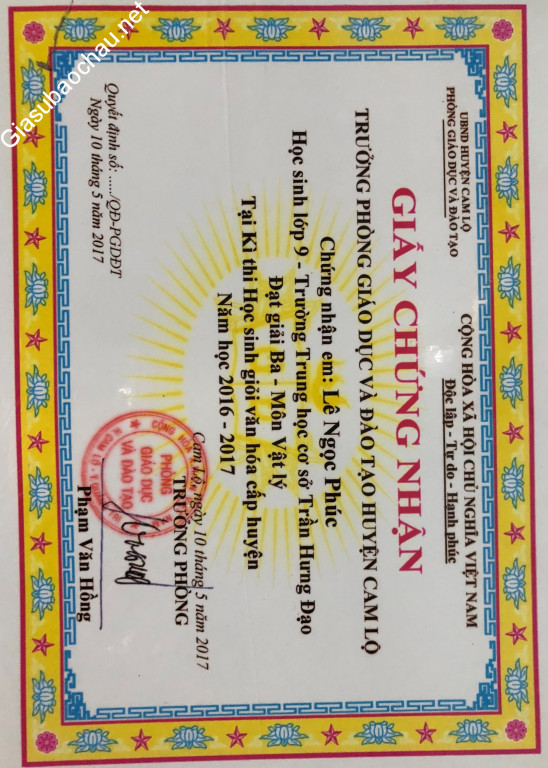 UBND HUYỆN CAM LỘ
PHÒNG GIÁO DỤC VÀ ĐÀO TẠO
CỘNG HÒA XÃ HỘI CHỦ NGHĨA VIỆT NAM
Độc lập - Tự do - Hạnh phúc
GIẤY CHỨNG NHẬN
TRƯỞNG PHÒNG GIÁO DỤC VÀ ĐÀO TẠO HUYỆN CAM LỘ
Chứng nhận em: Lê Ngọc Phúc
Học sinh lớp 9 - Trường Trung học cơ sở Trần Hưng Đạo
Đạt giải Ba - Môn Vật lý
Tại Kì thi Học sinh giỏi văn hóa cấp huyện
Năm học 2016 - 2017
Cam Lộ, ngày 10 tháng 5 năm 2017
TRƯỞNG PHÒNG
PHÒNG
GIÁO DỤC
VÀ ĐÀO TẠO
Phạm Văn Hồng
Quyết định số: ...../QĐ-PGDĐT
Ngày 10 tháng 5 năm 2017
Giasubaochau.net